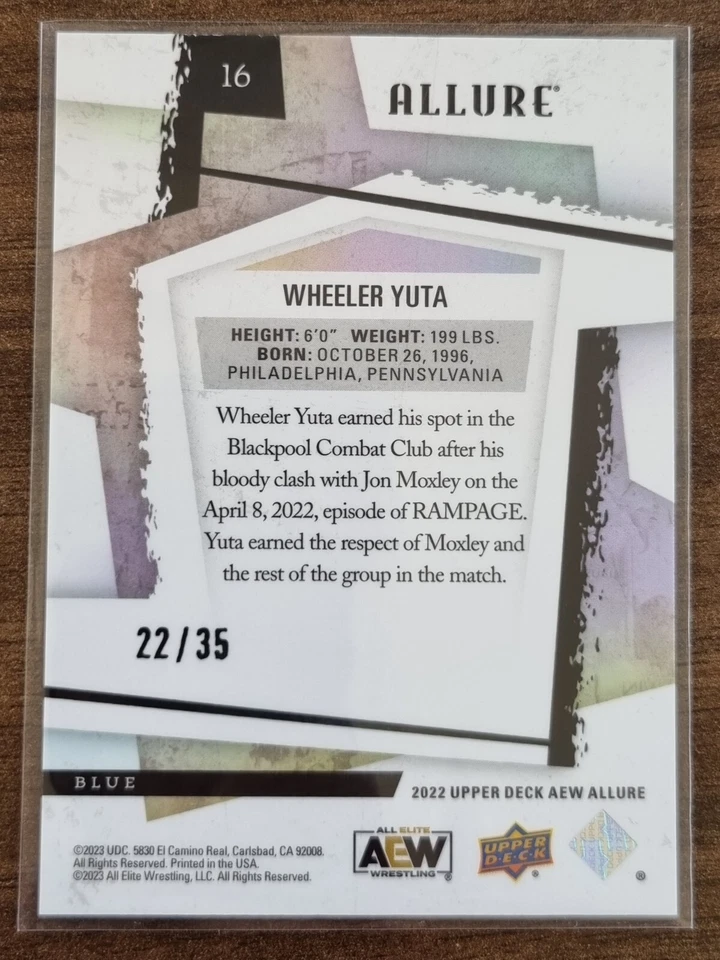 16
ALLURE®
WHEELER YUTA
HEIGHT: 6'0" WEIGHT: 199 LBS.
BORN: OCTOBER 26, 1996,
PHILADELPHIA, PENNSYLVANIA
Wheeler Yuta earned his spot in the
Blackpool Combat Club after his
bloody clash with Jon Moxley on the
April 8, 2022, episode of RAMPAGE.
Yuta earned the respect of Moxley and
the rest of the group in the match.
22/35
BLUE
2022 UPPER DECK AEW ALLURE
©2023 UDC. 5830 El Camino Real, Carlsbad, CA 92008.
All Rights Reserved. Printed in the USA.
©2023 All Elite Wrestling, LLC. All Rights Reserved.
ALL ELITE
AEW
WRESTLING®
UPPER
DECK®
®